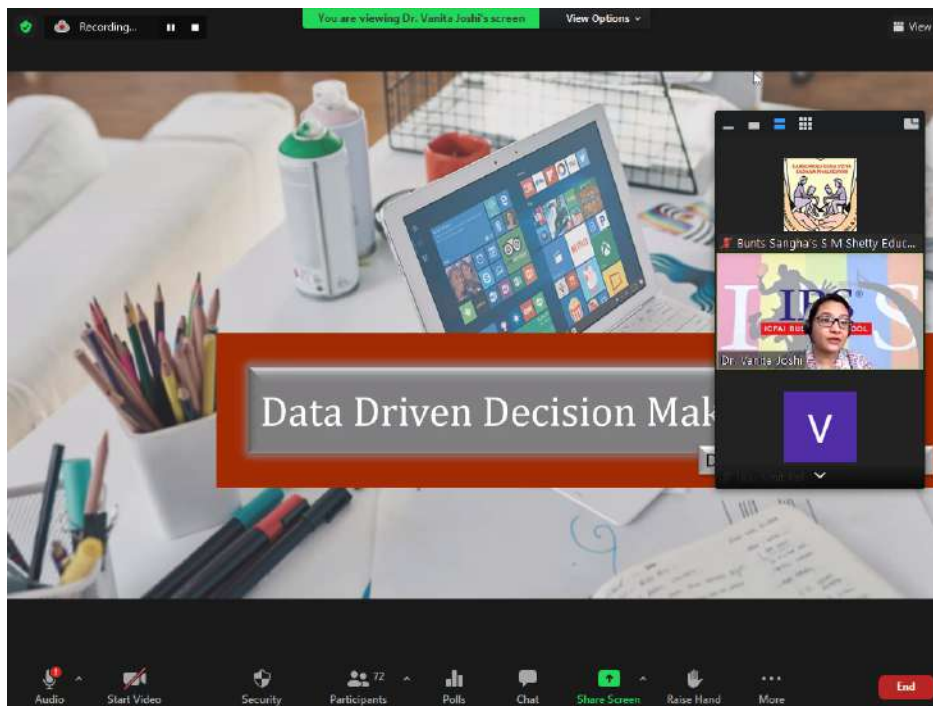 Recording...
You are viewing Dr. Vanita Joshi's screen
View Options
View
Bunts Sangha's S M Shetty Educ...
IBS
ICFAI BUS
OOL
Dr. Vanita Joshi
V
Data Driven Decision Mak
D
72
Audio
Start Video
Security
Participants
Polls
Chat
Share Screen
Raise Hand
More
End